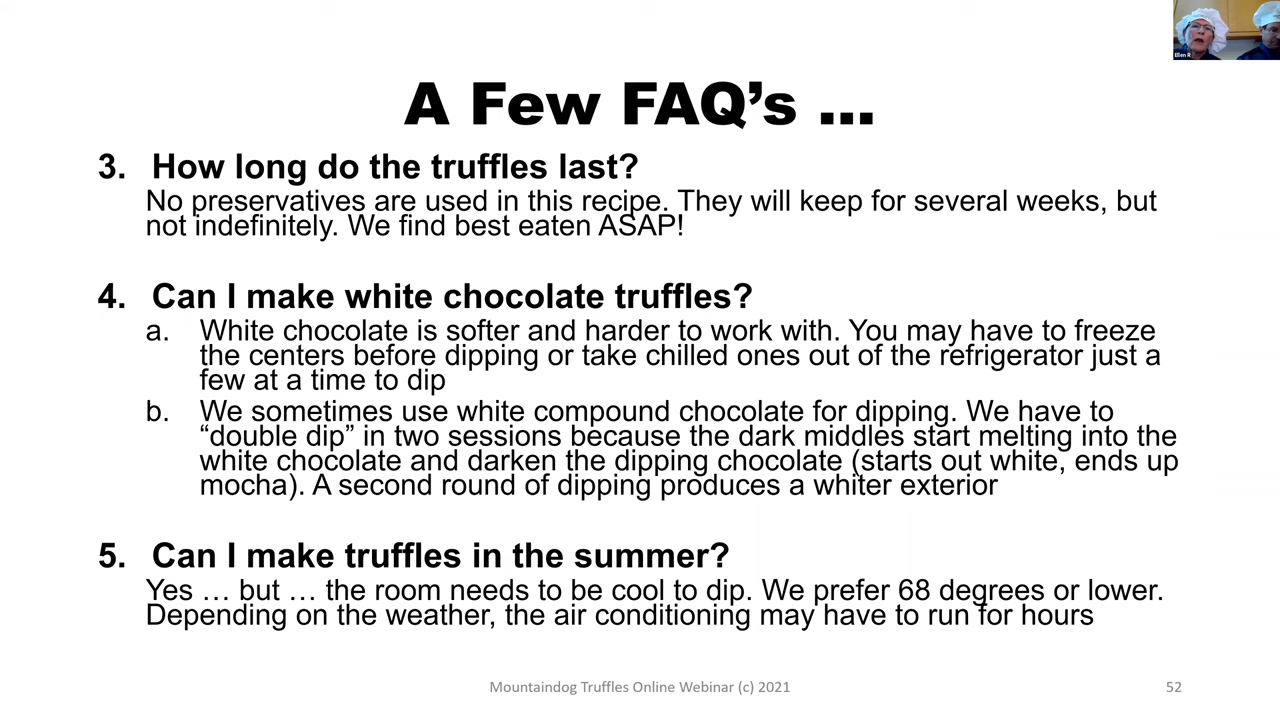 Ellen R
A Few FAQ’s ...
3. How long do the truffles last?
No preservatives are used in this recipe. They will keep for several weeks, but
not indefinitely. We find best eaten ASAP!
4. Can I make white chocolate truffles?
a. White chocolate is softer and harder to work with. You may have to freeze
the centers before dipping or take chilled ones out of the refrigerator just a
few at a time to dip
b. We sometimes use white compound chocolate for dipping. We have to
“double dip” in two sessions because the dark middles start melting into the
white chocolate and darken the dipping chocolate (starts out white, ends up
mocha). A second round of dipping produces a whiter exterior
5. Can I make truffles in the summer?
Yes … but … the room needs to be cool to dip. We prefer 68 degrees or lower.
Depending on the weather, the air conditioning may have to run for hours
Mountaindog Truffles Online Webinar (c) 2021
52